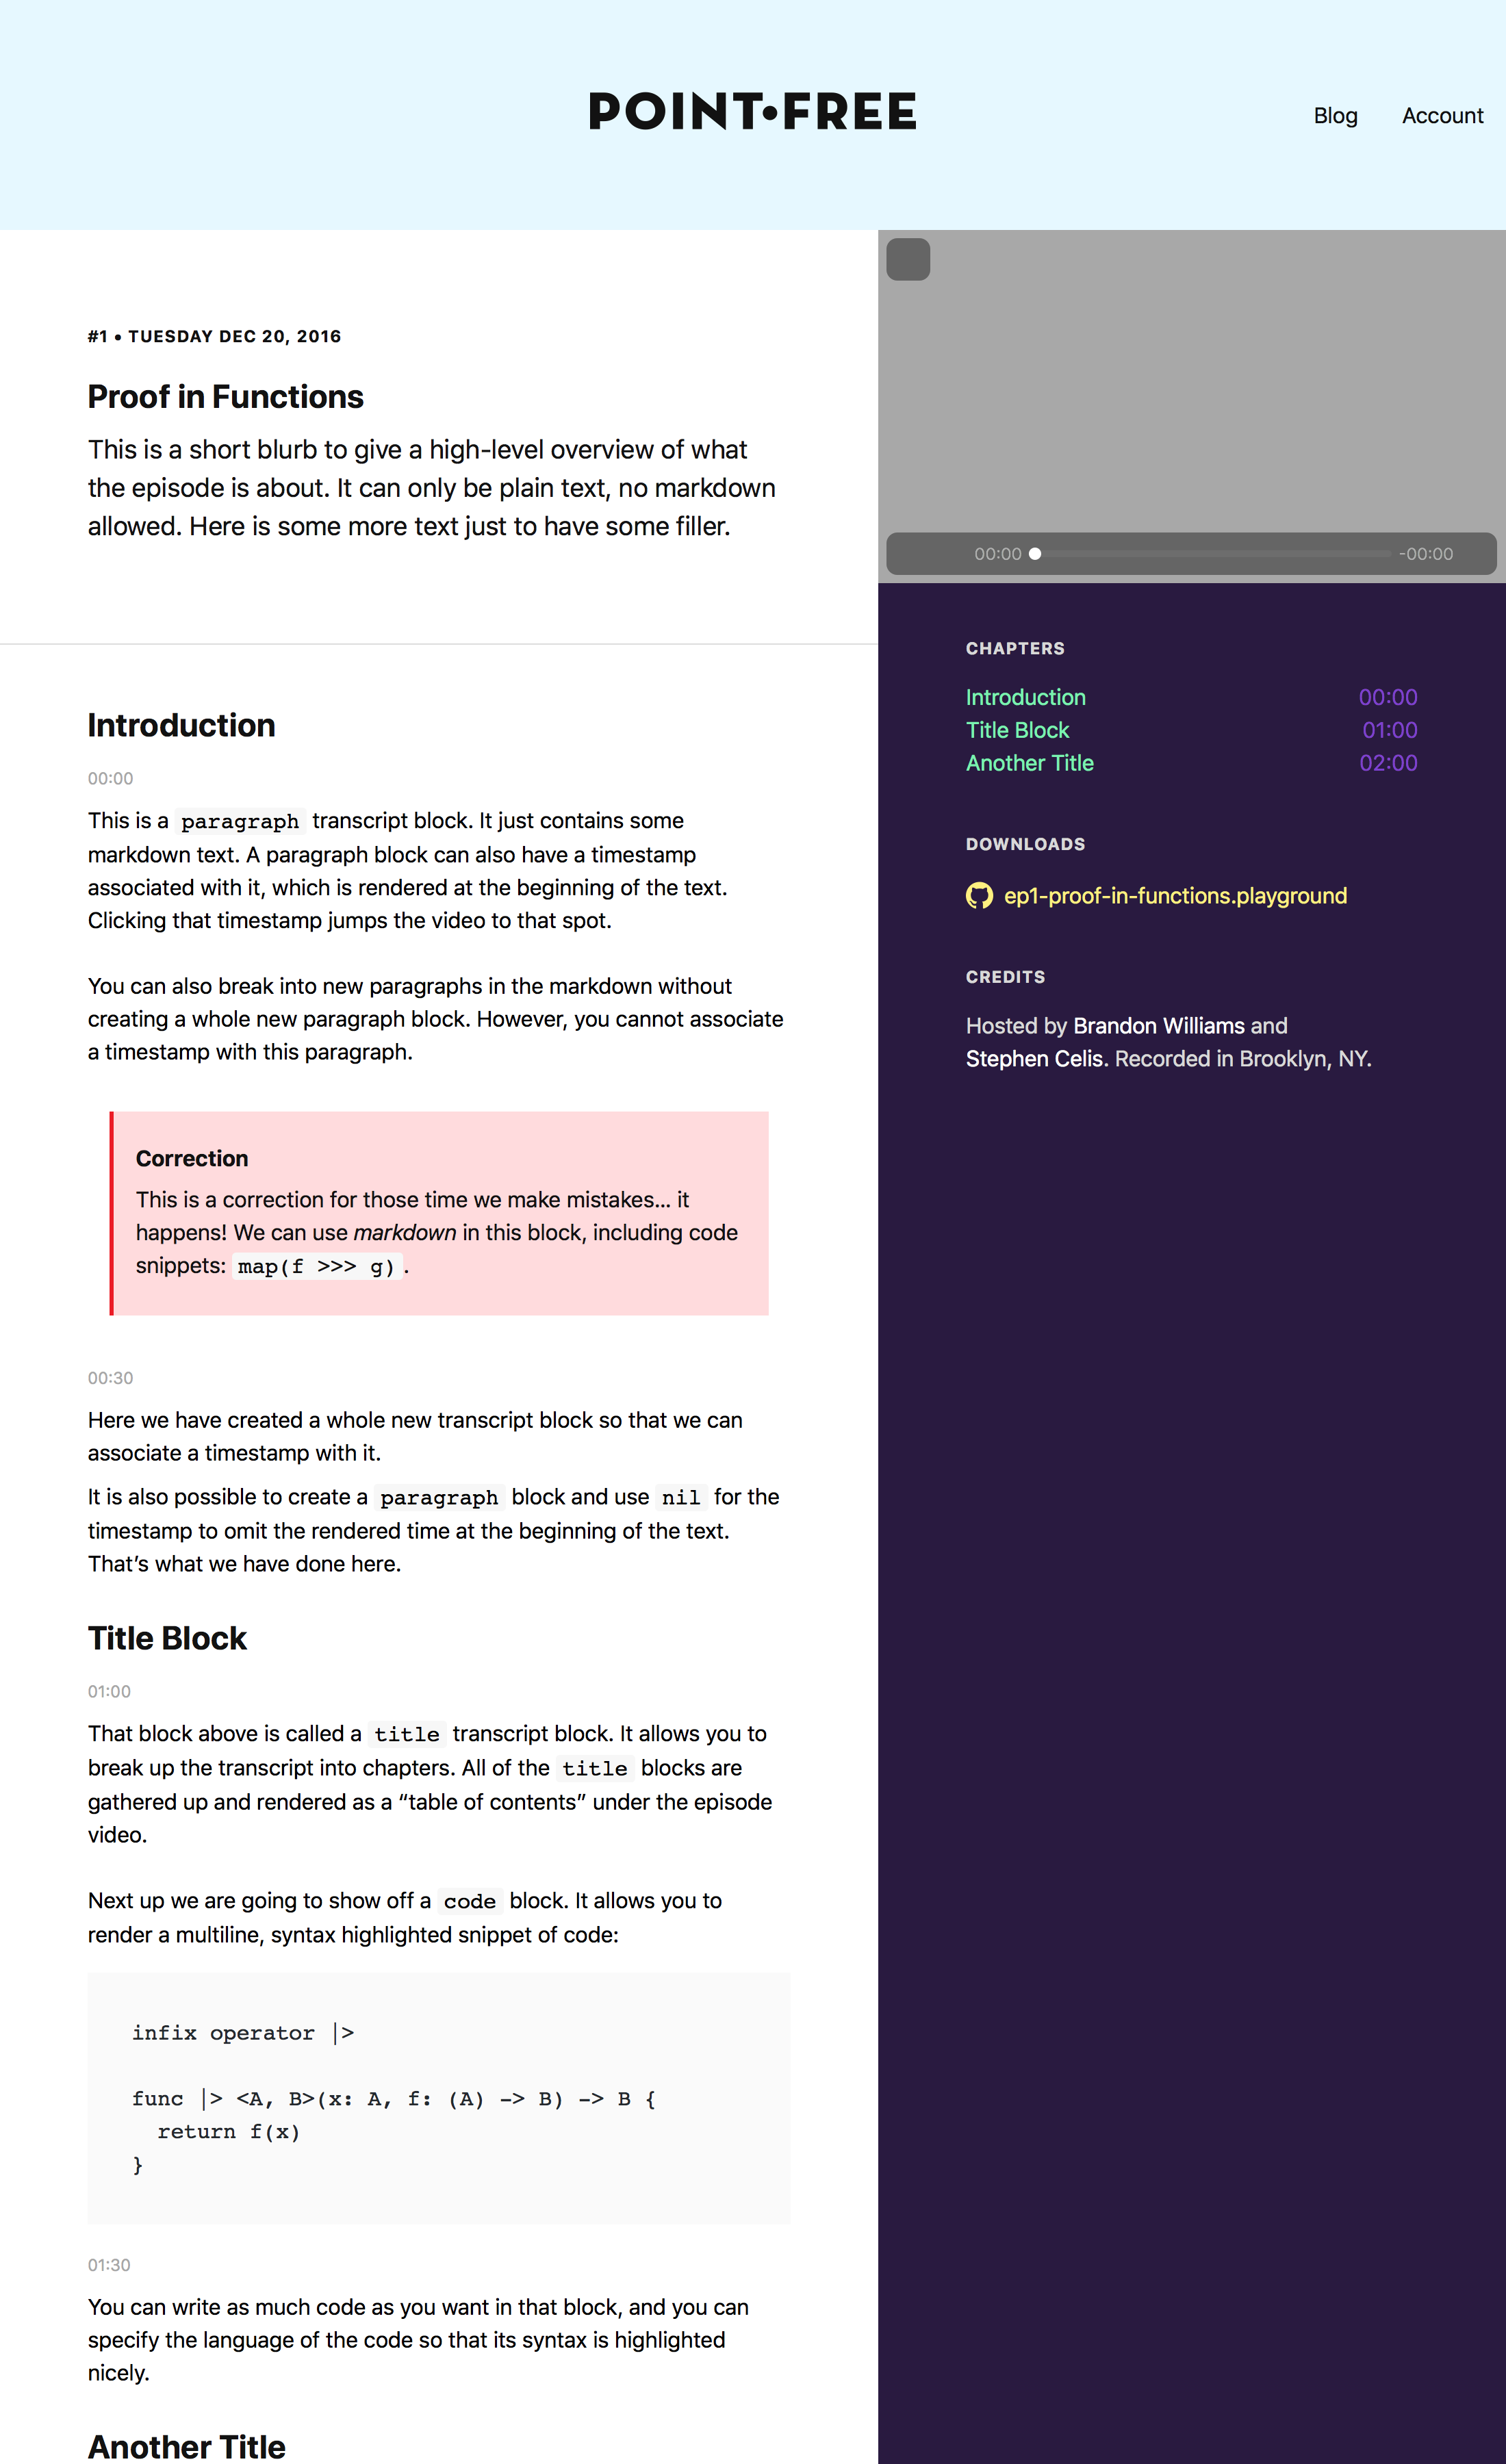 POINT•FREE
Blog Account
#1 • TUESDAY DEC 20, 2016
Proof in Functions
This is a short blurb to give a high-level overview of what
the episode is about. It can only be plain text, no markdown
allowed. Here is some more text just to have some filler.
Introduction
00:00
This is a paragraph transcript block. It just contains some
markdown text. A paragraph block can also have a timestamp
associated with it, which is rendered at the beginning of the text.
Clicking that timestamp jumps the video to that spot.
You can also break into new paragraphs in the markdown without
creating a whole new paragraph block. However, you cannot associate
a timestamp with this paragraph.
Correction
This is a correction for those time we make mistakes... it
happens! We can use markdown in this block, including code
snippets: map(f >>> g).
00:30
Here we have created a whole new transcript block so that we can
associate a timestamp with it.
It is also possible to create a paragraph block and use nil for the
timestamp to omit the rendered time at the beginning of the text.
That’s what we have done here.
Title Block
01:00
That block above is called a title transcript block. It allows you to
break up the transcript into chapters. All of the title blocks are
gathered up and rendered as a “table of contents” under the episode
video.
Next up we are going to show off a code block. It allows you to
render a multiline, syntax highlighted snippet of code:
infix operator |>
func |> <A, B>(x: A, f: (A) -> B) -> B {
  return f(x)
}
01:30
You can write as much code as you want in that block, and you can
specify the language of the code so that its syntax is highlighted
nicely.
Another Title
00:00 -00:00
CHAPTERS
Introduction 00:00
Title Block 01:00
Another Title 02:00
DOWNLOADS
ep1-proof-in-functions.playground
CREDITS
Hosted by Brandon Williams and
Stephen Celis. Recorded in Brooklyn, NY.